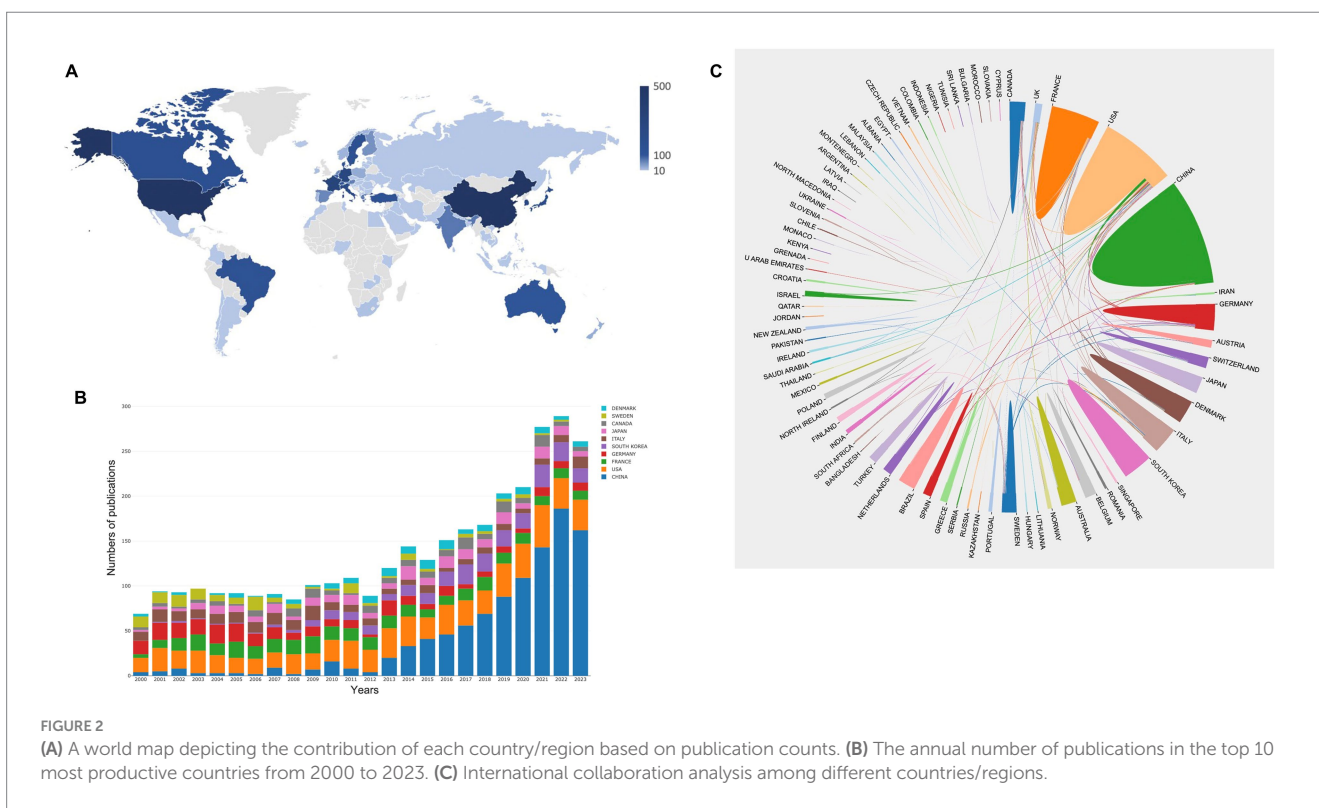 A
500
100
10
B
300
250
200
150
100
50
0
Numbers of publications
2000 2001 2002 2003 2004 2005 2006 2007 2008 2009 2010 2011 2012 2013 2014 2015 2016 2017 2018 2019 2020 2021 2022 2023
Years
DENMARK
SWEDEN
CANADA
JAPAN
ITALY
SOUTH KOREA
GERMANY
FRANCE
USA
CHINA
C
CANADA
UK
FRANCE
USA
CHINA
IRAN
GERMANY
AUSTRIA
SWITZERLAND
JAPAN
DENMARK
ITALY
SOUTH KOREA
SINGAPORE
ROMANIA
BELGIUM
AUSTRALIA
NORWAY
LITHUANIA
HUNGARY
SWEDEN
PORTUGAL
KAZAKHSTAN
RUSSIA
SERBIA
GREECE
SPAIN
BRAZIL
NETHERLANDS
TURKEY
BANGLADESH
SOUTH AFRICA
INDIA
FINLAND
NORTH IRELAND
POLAND
MEXICO
THAILAND
SAUDI ARABIA
IRELAND
PAKISTAN
NEW ZEALAND
JORDAN
QATAR
ISRAEL
CROATIA
U ARAB EMIRATES
GRENADA
KENYA
MONACO
CHILE
SLOVENIA
UKRAINE
NORTH MACEDONIA
IRAQ
LATVIA
ARGENTINA
MONTENEGRO
LEBANON
MALAYSIA
ALBANIA
EGYPT
CZECH REPUBLIC
VIETNAM
COLOMBIA
INDONESIA
NIGERIA
TUNISIA
SRI LANKA
BULGARIA
MOROCCO
SLOVAKIA
CYPRUS
FIGURE 2
(A) A world map depicting the contribution of each country/region based on publication counts. (B) The annual number of publications in the top 10
most productive countries from 2000 to 2023. (C) International collaboration analysis among different countries/regions.